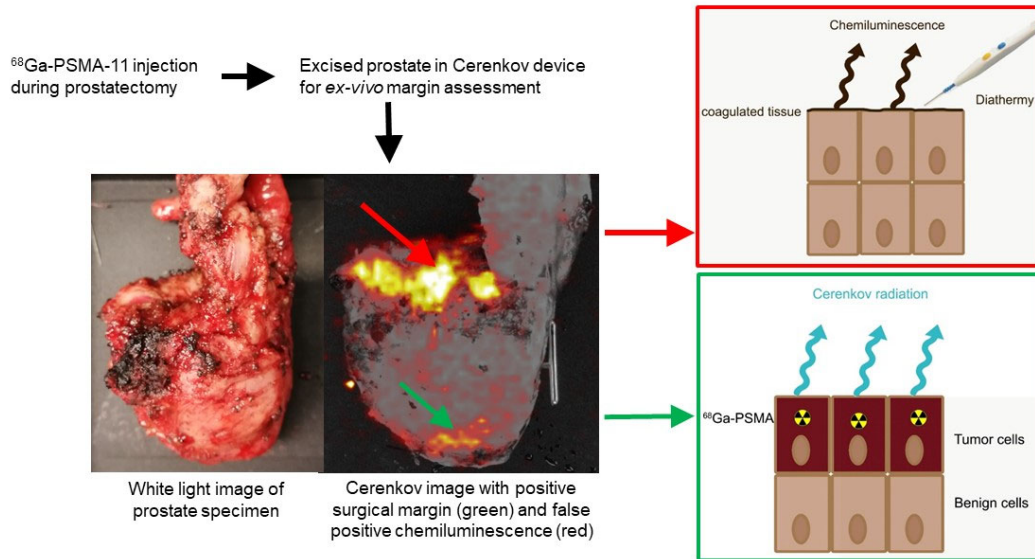 ⁶⁸Ga-PSMA-11 injection
during prostatectomy
Excised prostate in Cerenkov device
for ex-vivo margin assessment
Chemiluminescence
coagulated tissue
Diathermy
Cerenkov radiation
⁶⁸Ga-PSMA
Tumor cells
Benign cells
White light image of
prostate specimen
Cerenkov image with positive
surgical margin (green) and false
positive chemiluminescence (red)